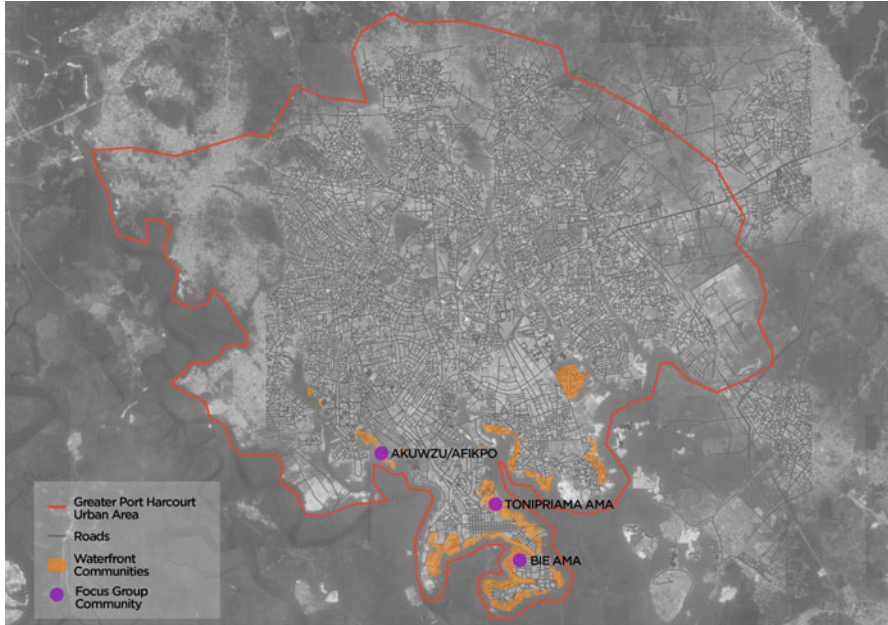 AKUWZU/AFIKPO
TONIPRIAMA AMA
BIE AMA
Greater Port Harcourt
Urban Area
Roads
Waterfront
Communities
Focus Group
Community